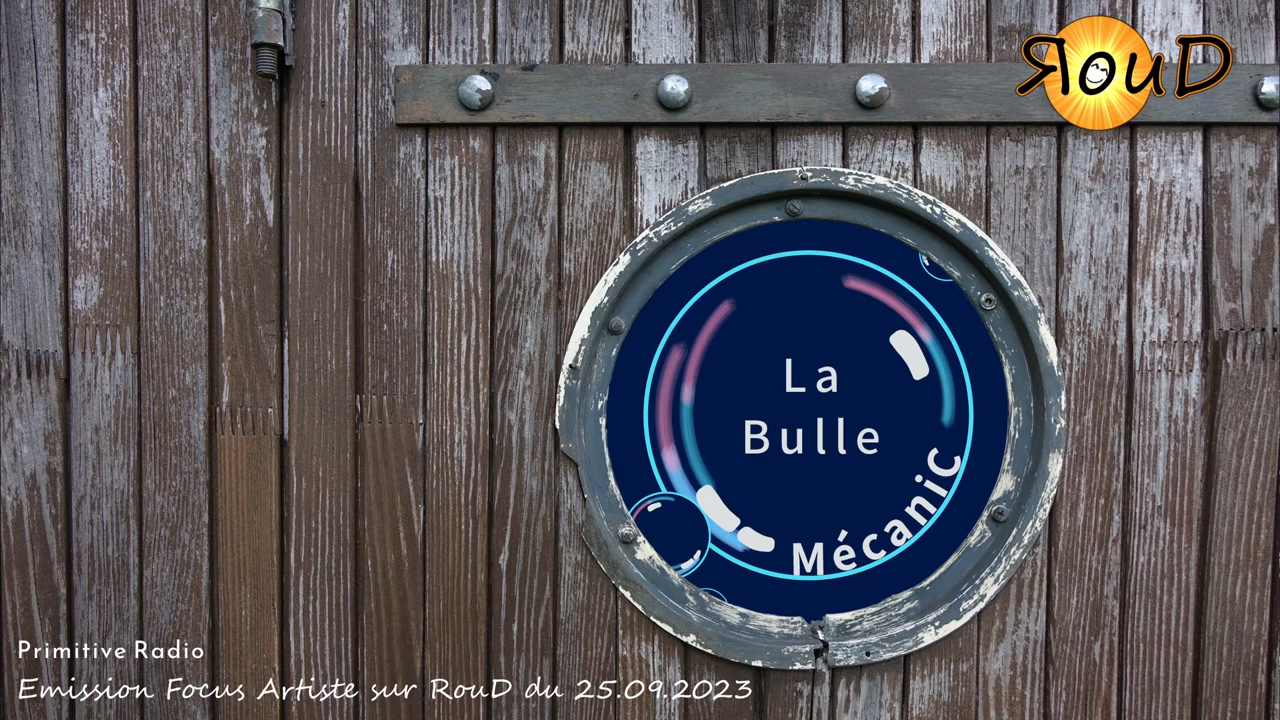 RouD
La
Bulle
MécaniC
Primitive Radio
Emission Focus Artiste sur RouD du 25.09.2023